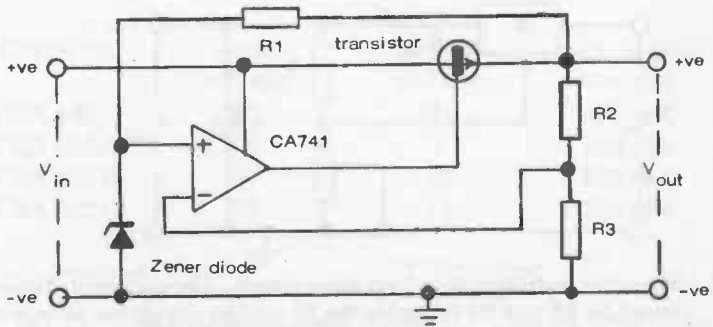 R1
transistor
+ve
+ve
R2
CA741
+
V in
V out
−
R3
Zener diode
-ve
-ve